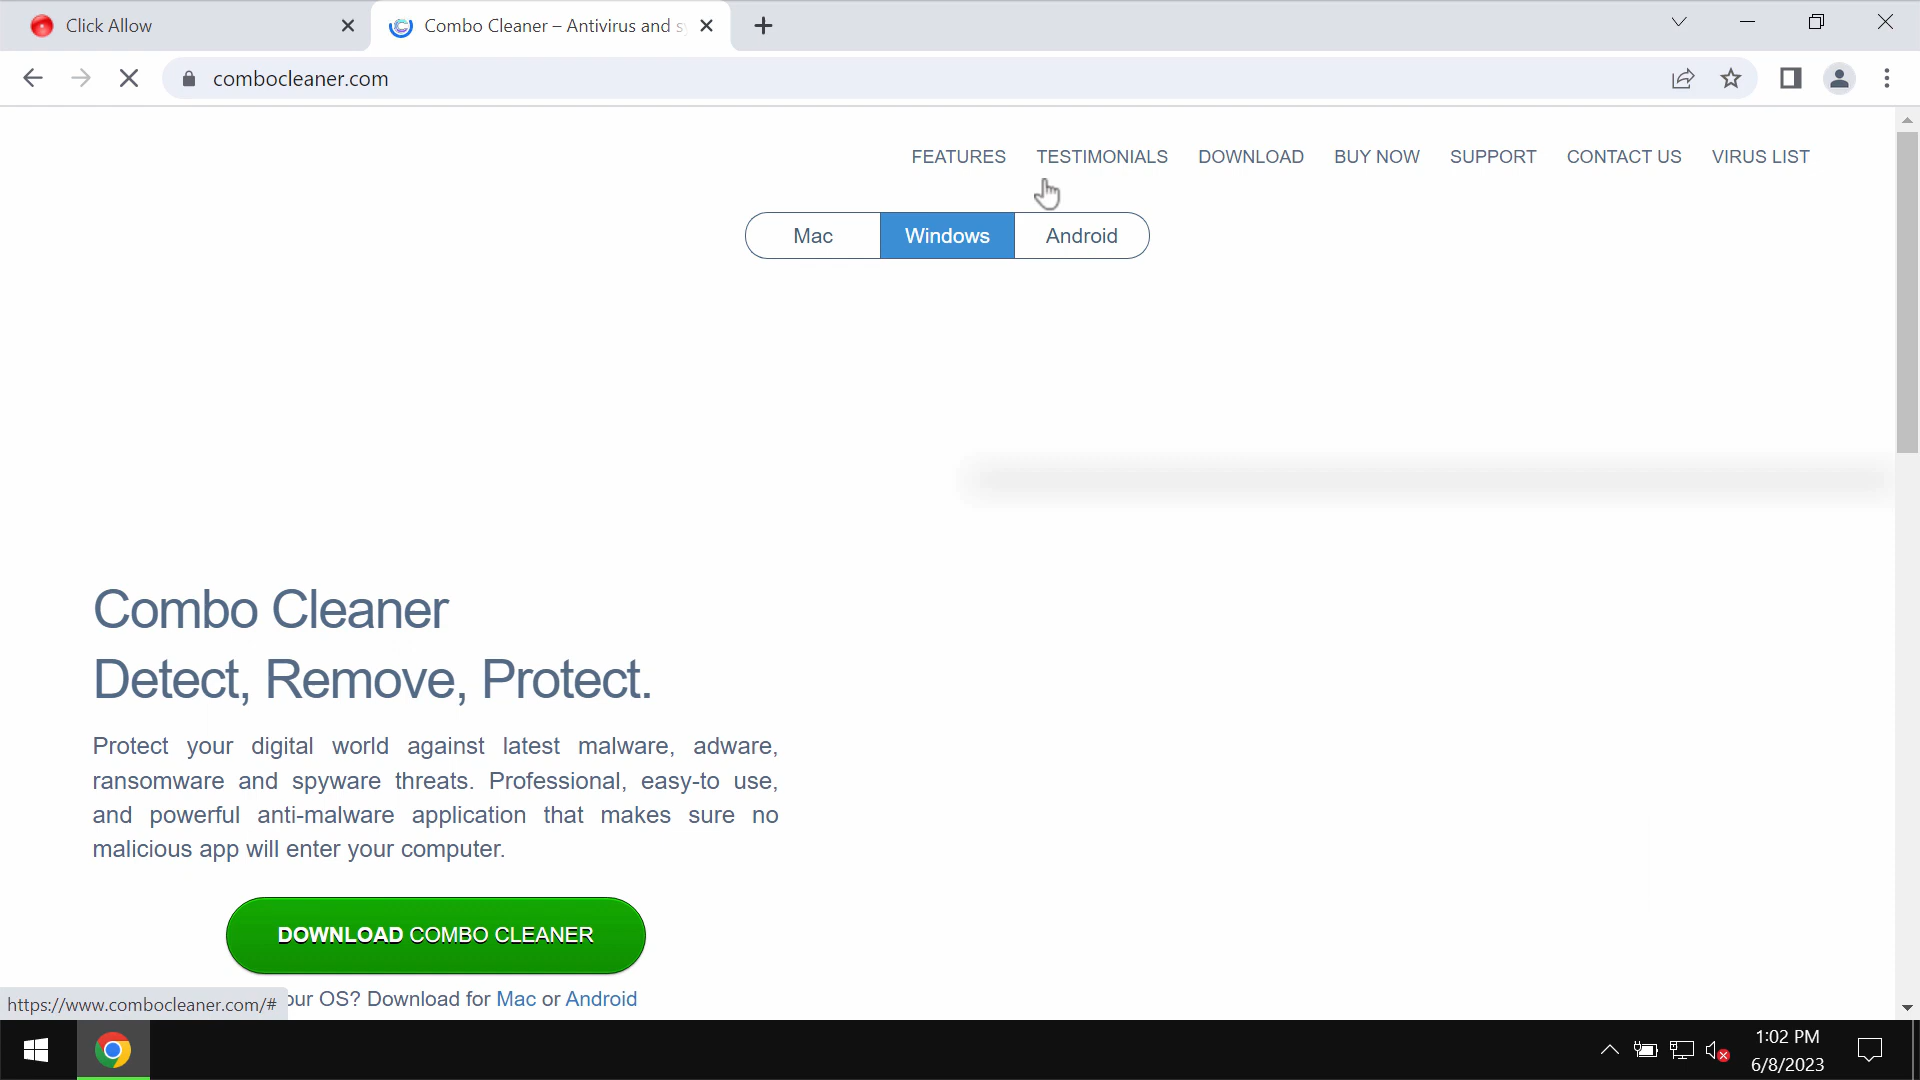 Click Allow
Combo Cleaner – Antivirus and sy
combocleaner.com
FEATURES TESTIMONIALS DOWNLOAD BUY NOW SUPPORT CONTACT US VIRUS LIST
Mac Windows Android
Combo Cleaner
Detect, Remove, Protect.
Protect your digital world against latest malware, adware,
ransomware and spyware threats. Professional, easy-to use,
and powerful anti-malware application that makes sure no
malicious app will enter your computer.
DOWNLOAD COMBO CLEANER
our OS? Download for Mac or Android
https://www.combocleaner.com/#
1:02 PM
6/8/2023